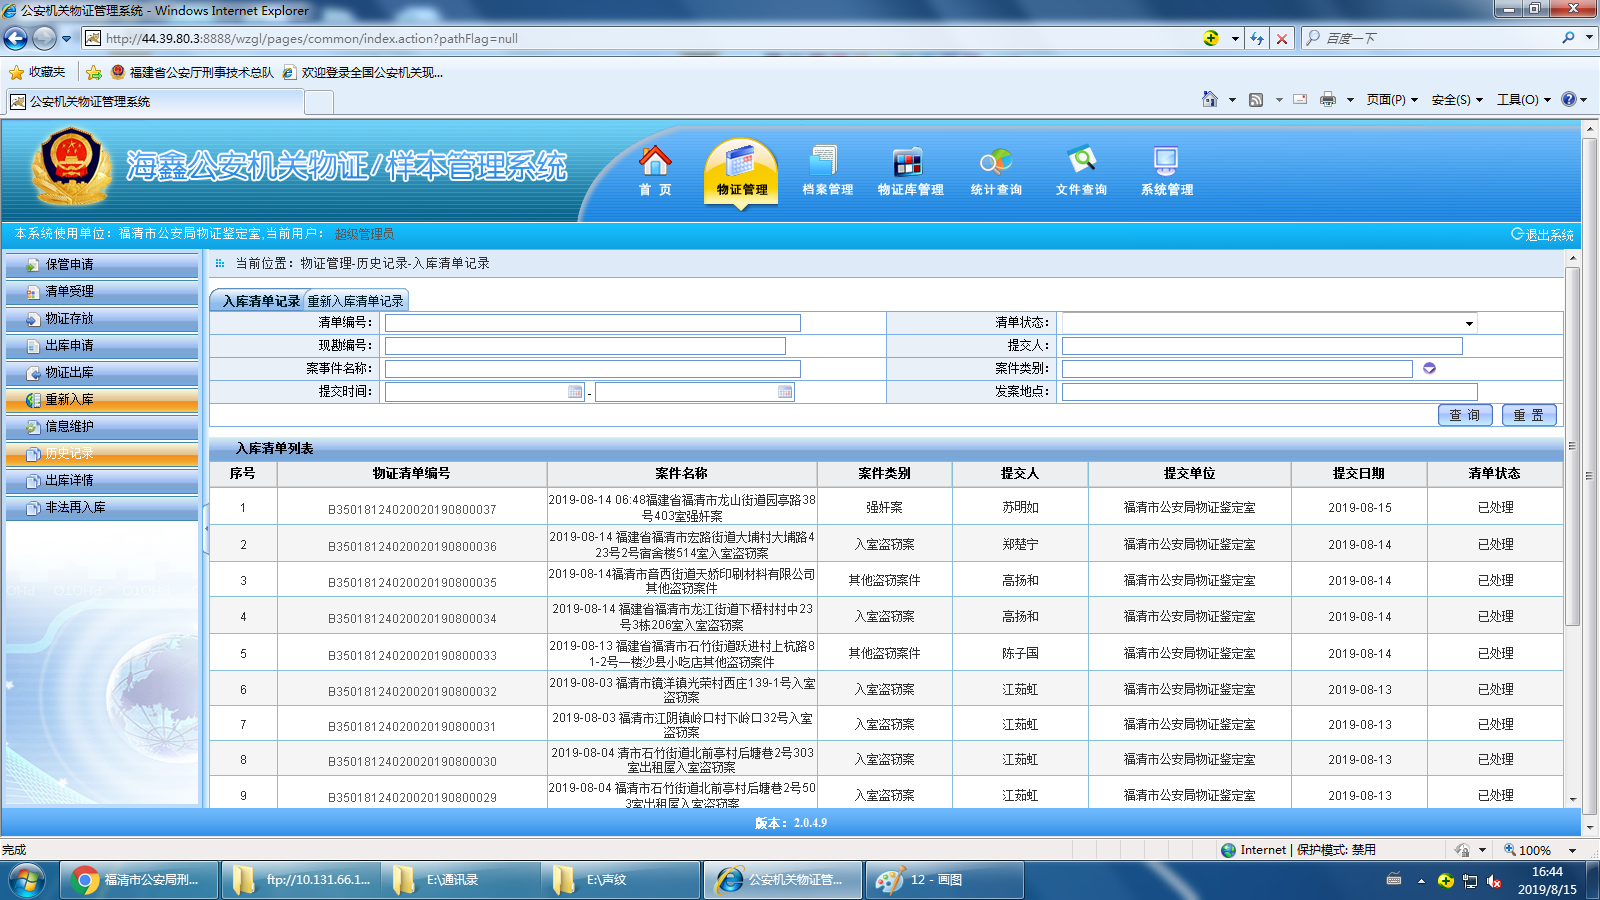 公安机关物证管理系统 - Windows Internet Explorer
http://44.39.80.3:8888/wzgl/pages/common/index.action?pathFlag=null
百度一下
收藏夹 福建省公安厅刑事技术总队 欢迎登录全国公安机关现...
公安机关物证管理系统
页面(P) 安全(S) 工具(O)
海鑫公安机关物证/样本管理系统
首 页 物证管理 档案管理 物证库管理 统计查询 文件查询 系统管理
本系统使用单位：福清市公安局物证鉴定室,当前用户： 超级管理员
退出系统
保管申请
清单受理
物证存放
出库申请
物证出库
重新入库
信息维护
历史记录
出库详情
非法再入库
当前位置：物证管理-历史记录-入库清单记录
入库清单记录 重新入库清单记录
清单编号： 清单状态：
现勘编号： 提交人：
案事件名称： 案件类别：
提交时间： - 发案地点：
查 询 重 置
入库清单列表
序号 物证清单编号 案件名称 案件类别 提交人 提交单位 提交日期 清单状态
1 B35018124020020190800037 2019-08-14 06:48福建省福清市龙山街道园亭路38号403室强奸案 强奸案 苏明如 福清市公安局物证鉴定室 2019-08-15 已处理
2 B35018124020020190800036 2019-08-14 福建省福清市宏路街道大埔村大埔路423号2号宿舍楼514室入室盗窃案 入室盗窃案 郑楚宁 福清市公安局物证鉴定室 2019-08-14 已处理
3 B35018124020020190800035 2019-08-14福清市音西街道天娇印刷材料有限公司其他盗窃案件 其他盗窃案件 高扬和 福清市公安局物证鉴定室 2019-08-14 已处理
4 B35018124020020190800034 2019-08-14 福建省福清市龙江街道下梧村村中23号3栋206室入室盗窃案 入室盗窃案 高扬和 福清市公安局物证鉴定室 2019-08-14 已处理
5 B35018124020020190800033 2019-08-13 福建省福清市石竹街道跃进村上杭路81-2号一楼沙县小吃店其他盗窃案件 其他盗窃案件 陈子国 福清市公安局物证鉴定室 2019-08-14 已处理
6 B35018124020020190800032 2019-08-03 福清市镜洋镇光荣村西庄139-1号入室盗窃案 入室盗窃案 江茹虹 福清市公安局物证鉴定室 2019-08-13 已处理
7 B35018124020020190800031 2019-08-03 福清市江阴镇岭口村下岭口32号入室盗窃案 入室盗窃案 江茹虹 福清市公安局物证鉴定室 2019-08-13 已处理
8 B35018124020020190800030 2019-08-04 清市石竹街道北前亭村后塘巷2号303室出租屋入室盗窃案 入室盗窃案 江茹虹 福清市公安局物证鉴定室 2019-08-13 已处理
9 B35018124020020190800029 2019-08-04 福清市石竹街道北前亭村后塘巷2号503室出租屋入室盗窃案 入室盗窃案 江茹虹 福清市公安局物证鉴定室 2019-08-13 已处理
版本：2.0.4.9
完成 Internet | 保护模式: 禁用 100%
福清市公安局刑... ftp://10.131.66.1... E:\通讯录 E:\声纹 公安机关物证管... 12 - 画图
16:44
2019/8/15